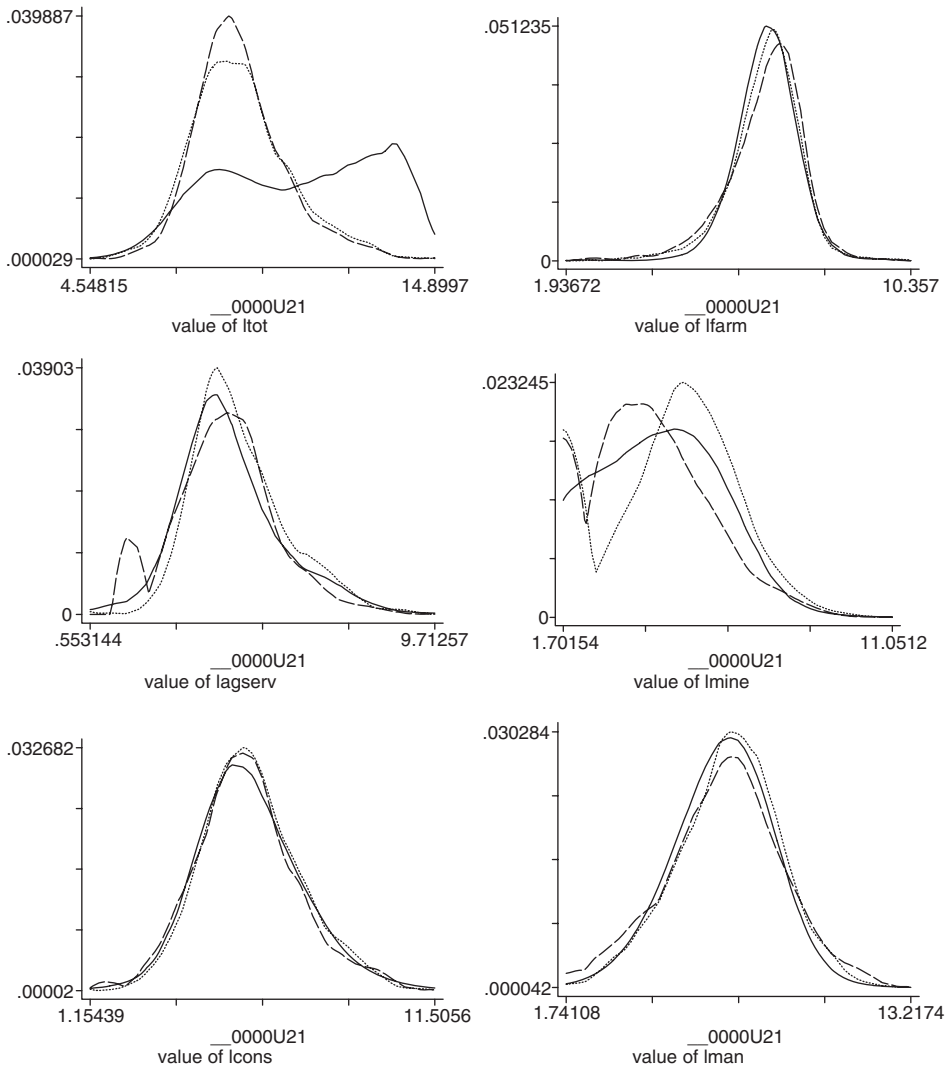 .039887
.000029
4.54815 14.8997
__0000U21
value of ltot
.051235
0
1.93672 10.357
__0000U21
value of lfarm
.03903
0
.553144 9.71257
__0000U21
value of lagserv
.023245
0
1.70154 11.0512
__0000U21
value of lmine
.032682
.00002
1.15439 11.5056
__0000U21
value of lcons
.030284
.000042
1.74108 13.2174
__0000U21
value of lman